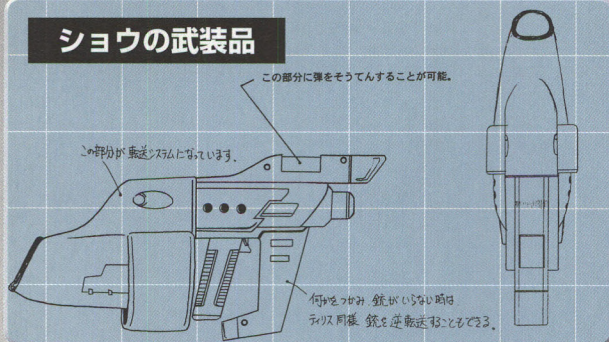 ショウの武装品
この部分に弾をそうてんすることが可能。
この部分が転送システムになっています。
何かをつかみ 銃がいらない時は
ティリス同様 銃を逆転送することもできる。